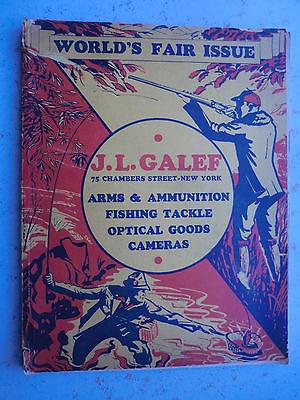 WORLD'S FAIR ISSUE
J. L. GALEF
75 CHAMBERS STREET-NEW YORK
ARMS & AMMUNITION
FISHING TACKLE
OPTICAL GOODS
CAMERAS